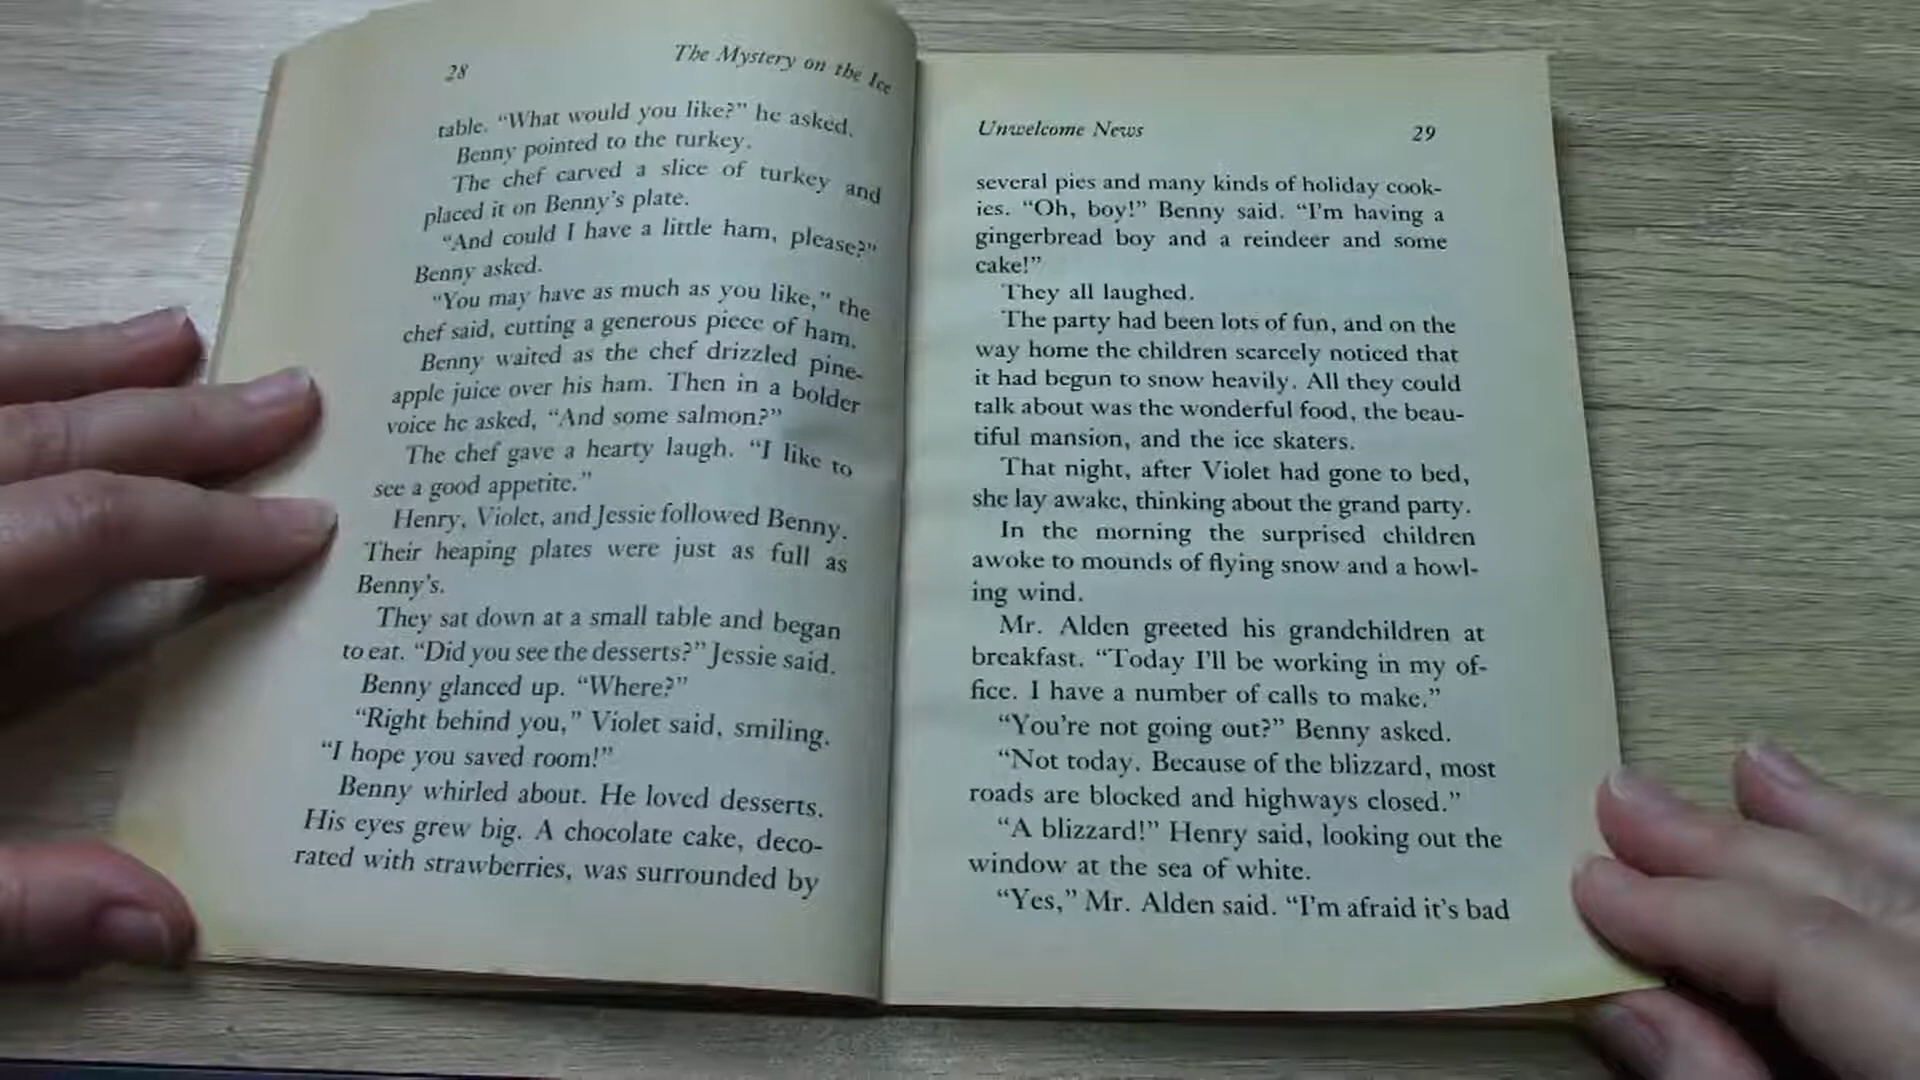 28
The Mystery on the Ice
table. “What would you like?” he asked.
Benny pointed to the turkey.
The chef carved a slice of turkey and
placed it on Benny’s plate.
“And could I have a little ham, please?”
Benny asked.
“You may have as much as you like,” the
chef said, cutting a generous piece of ham.
Benny waited as the chef drizzled pine-
apple juice over his ham. Then in a bolder
voice he asked, “And some salmon?”
The chef gave a hearty laugh. “I like to
see a good appetite.”
Henry, Violet, and Jessie followed Benny.
Their heaping plates were just as full as
Benny’s.
They sat down at a small table and began
to eat. “Did you see the desserts?” Jessie said.
Benny glanced up. “Where?”
“Right behind you,” Violet said, smiling.
“I hope you saved room!”
Benny whirled about. He loved desserts.
His eyes grew big. A chocolate cake, deco-
rated with strawberries, was surrounded by
Unwelcome News
29
several pies and many kinds of holiday cook-
ies. “Oh, boy!” Benny said. “I’m having a
gingerbread boy and a reindeer and some
cake!”
They all laughed.
The party had been lots of fun, and on the
way home the children scarcely noticed that
it had begun to snow heavily. All they could
talk about was the wonderful food, the beau-
tiful mansion, and the ice skaters.
That night, after Violet had gone to bed,
she lay awake, thinking about the grand party.
In the morning the surprised children
awoke to mounds of flying snow and a howl-
ing wind.
Mr. Alden greeted his grandchildren at
breakfast. “Today I’ll be working in my of-
fice. I have a number of calls to make.”
“You’re not going out?” Benny asked.
“Not today. Because of the blizzard, most
roads are blocked and highways closed.”
“A blizzard!” Henry said, looking out the
window at the sea of white.
“Yes,” Mr. Alden said. “I’m afraid it’s bad